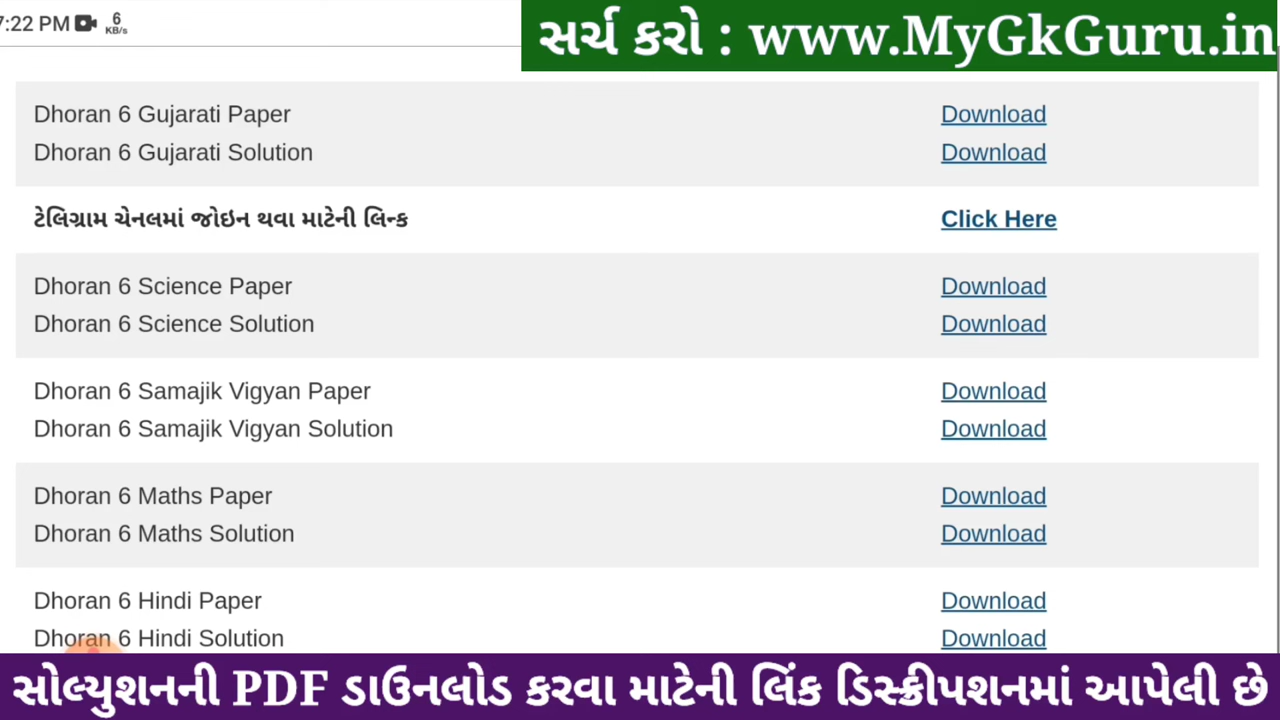 7:22 PM 6 KB/s
સર્ચ કરો : www.MyGkGuru.in
Dhoran 6 Gujarati Paper Download
Dhoran 6 Gujarati Solution Download
ટેલિગ્રામ ચેનલમાં જોઇન થવા માટેની લિન્ક Click Here
Dhoran 6 Science Paper Download
Dhoran 6 Science Solution Download
Dhoran 6 Samajik Vigyan Paper Download
Dhoran 6 Samajik Vigyan Solution Download
Dhoran 6 Maths Paper Download
Dhoran 6 Maths Solution Download
Dhoran 6 Hindi Paper Download
Dhoran 6 Hindi Solution Download
સોલ્યુશનની PDF ડાઉનલોડ કરવા માટેની લિંક ડિસ્ક્રીપશનમાં આપેલી છે